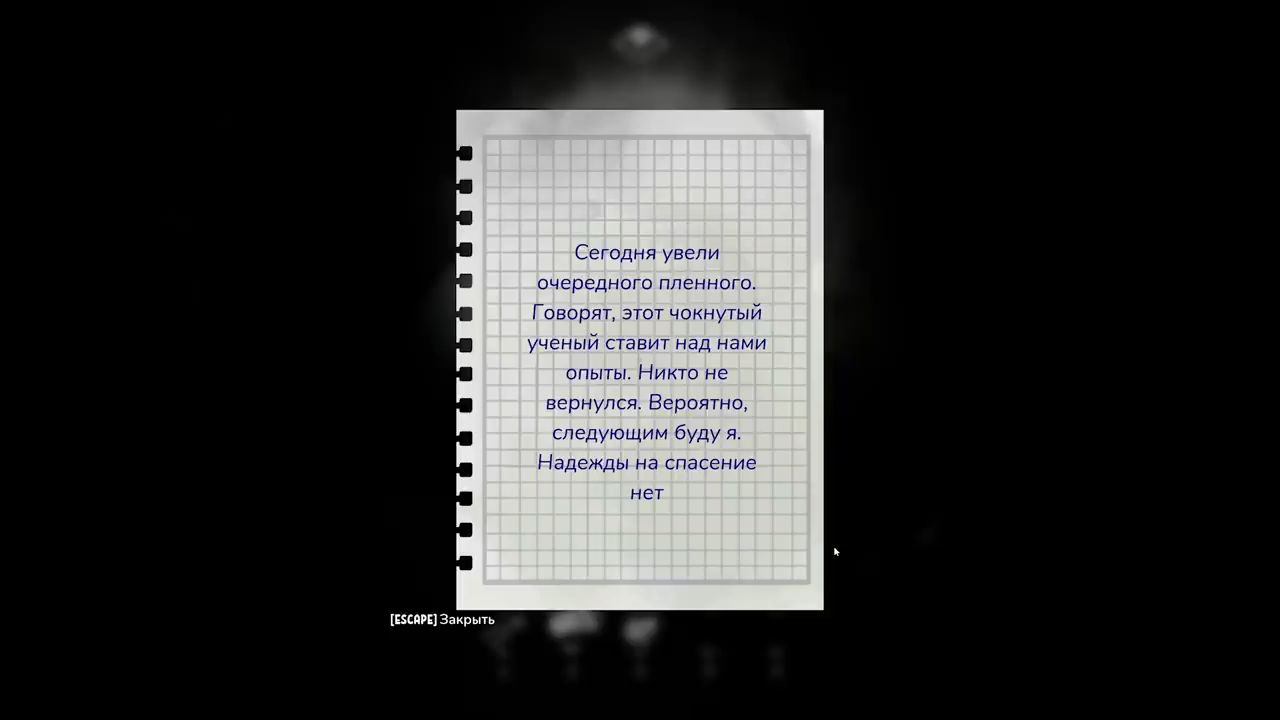 Сегодня увели
очередного пленного.
Говорят, этот чокнутый
ученый ставит над нами
опыты. Никто не
вернулся. Вероятно,
следующим буду я.
Надежды на спасение
нет
[ESCAPE] Закрыть